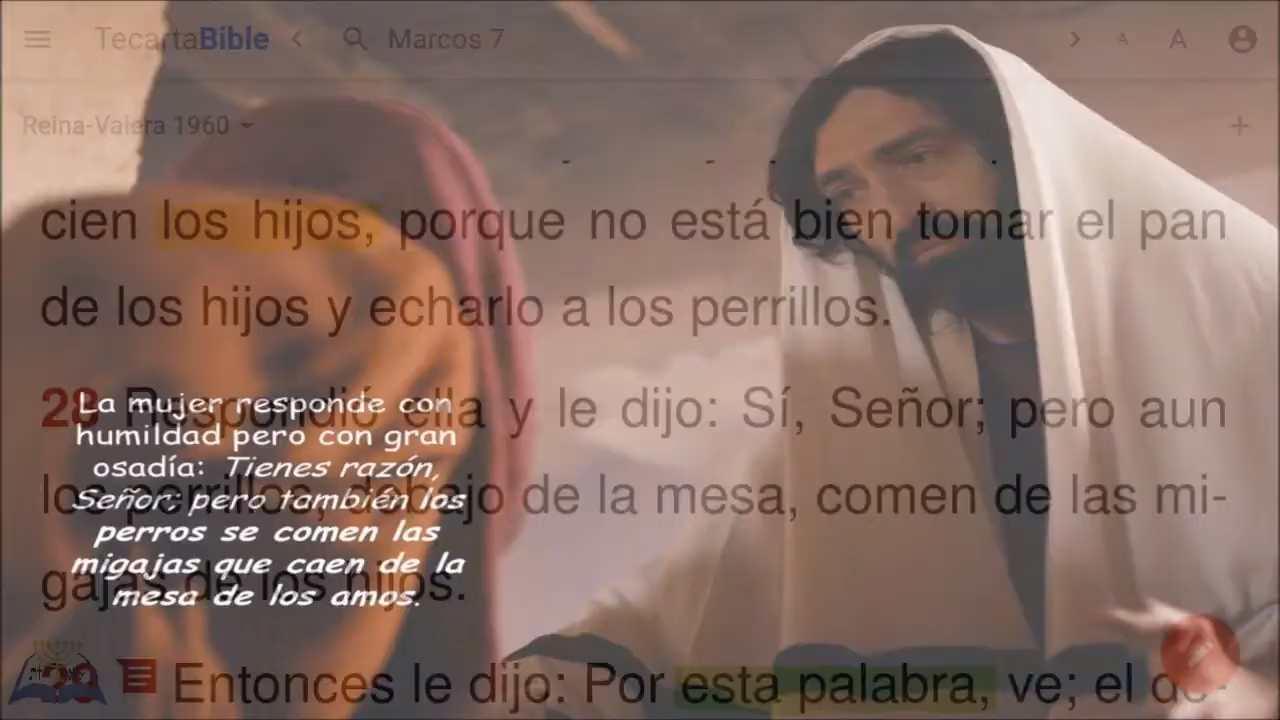 TecartaBible
Marcos 7
A A
Reina-Valera 1960
cien los hijos, porque no está bien tomar el pan
de los hijos y echarlo a los perrillos.
28 Respondió ella y le dijo: Sí, Señor; pero aun
los perrillos, debajo de la mesa, comen de las mi-
gajas de los hijos.
La mujer responde con
humildad pero con gran
osadía: Tienes razón,
Señor; pero también los
perros se comen las
migajas que caen de la
mesa de los amos.
29 Entonces le dijo: Por esta palabra, ve; el de-